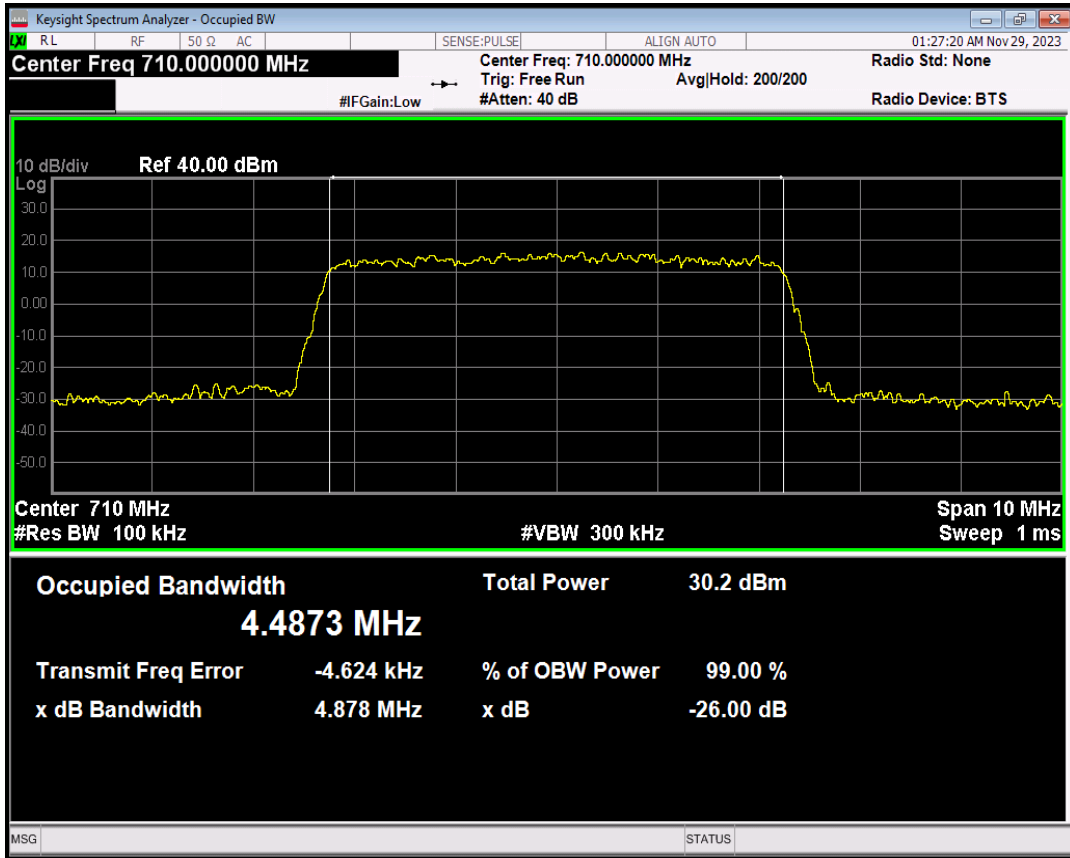 Keysight Spectrum Analyzer - Occupied BW
LXI RL RF 50 Ω AC SENSE:PULSE ALIGN AUTO 01:27:20 AM Nov 29, 2023
Center Freq 710.000000 MHz Center Freq: 710.000000 MHz Radio Std: None
Trig: Free Run Avg|Hold: 200/200
#IFGain:Low #Atten: 40 dB Radio Device: BTS
10 dB/div Ref 40.00 dBm
Log
30.0
20.0
10.0
0.00
-10.0
-20.0
-30.0
-40.0
-50.0
Center 710 MHz Span 10 MHz
#Res BW 100 kHz #VBW 300 kHz Sweep 1 ms
Occupied Bandwidth Total Power 30.2 dBm
4.4873 MHz
Transmit Freq Error -4.624 kHz % of OBW Power 99.00 %
x dB Bandwidth 4.878 MHz x dB -26.00 dB
MSG STATUS